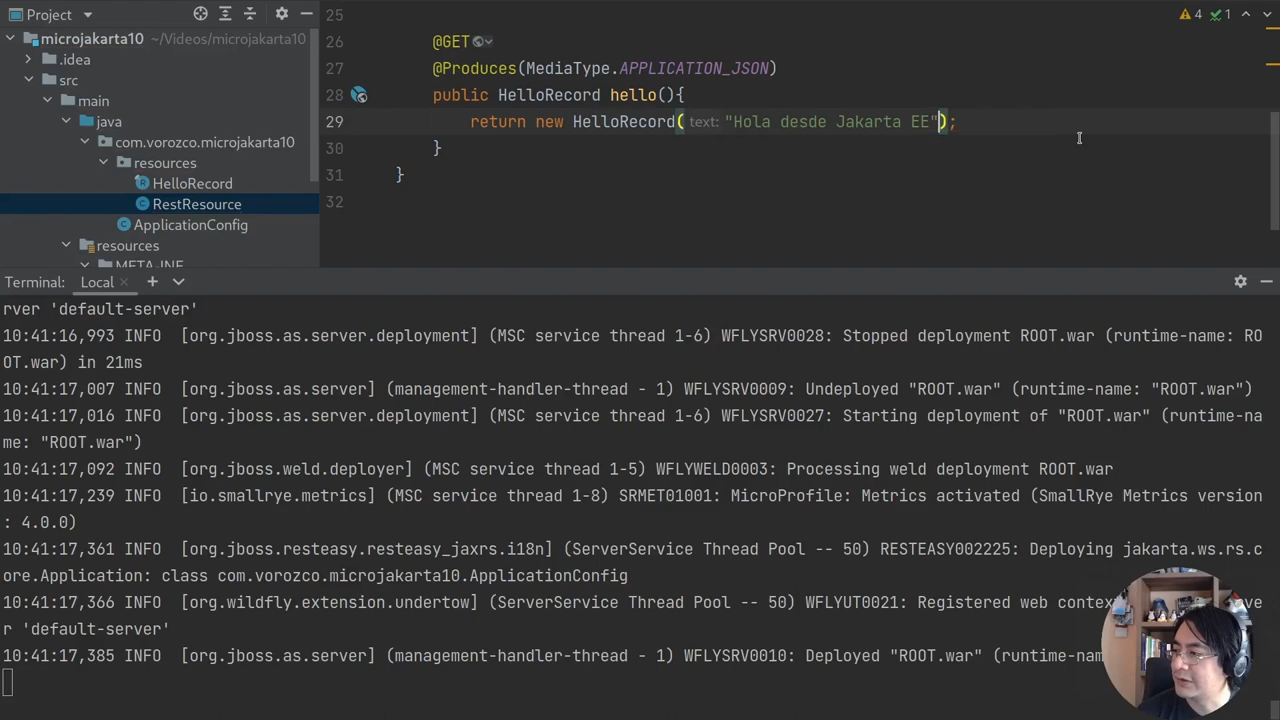 Project
microjakarta10 ~/Videos/microjakarta10
.idea
src
main
java
com.vorozco.microjakarta10
resources
HelloRecord
RestResource
ApplicationConfig
resources
META-INF
25
26 @GET
27 @Produces(MediaType.APPLICATION_JSON)
28 public HelloRecord hello(){
29 return new HelloRecord( text: "Hola desde Jakarta EE");
30 }
31 }
32
4 1
Terminal: Local
rver 'default-server'
10:41:16,993 INFO  [org.jboss.as.server.deployment] (MSC service thread 1-6) WFLYSRV0028: Stopped deployment ROOT.war (runtime-name: RO
OT.war) in 21ms
10:41:17,007 INFO  [org.jboss.as.server] (management-handler-thread - 1) WFLYSRV0009: Undeployed "ROOT.war" (runtime-name: "ROOT.war")
10:41:17,016 INFO  [org.jboss.as.server.deployment] (MSC service thread 1-6) WFLYSRV0027: Starting deployment of "ROOT.war" (runtime-na
me: "ROOT.war")
10:41:17,092 INFO  [org.jboss.weld.deployer] (MSC service thread 1-5) WFLYWELD0003: Processing weld deployment ROOT.war
10:41:17,239 INFO  [io.smallrye.metrics] (MSC service thread 1-8) SRMET01001: MicroProfile: Metrics activated (SmallRye Metrics version
: 4.0.0)
10:41:17,361 INFO  [org.jboss.resteasy.resteasy_jaxrs.i18n] (ServerService Thread Pool -- 50) RESTEASY002225: Deploying jakarta.ws.rs.c
ore.Application: class com.vorozco.microjakarta10.ApplicationConfig
10:41:17,366 INFO  [org.wildfly.extension.undertow] (ServerService Thread Pool -- 50) WFLYUT0021: Registered web contex ver
r 'default-server'
10:41:17,385 INFO  [org.jboss.as.server] (management-handler-thread - 1) WFLYSRV0010: Deployed "ROOT.war" (runtime-nam